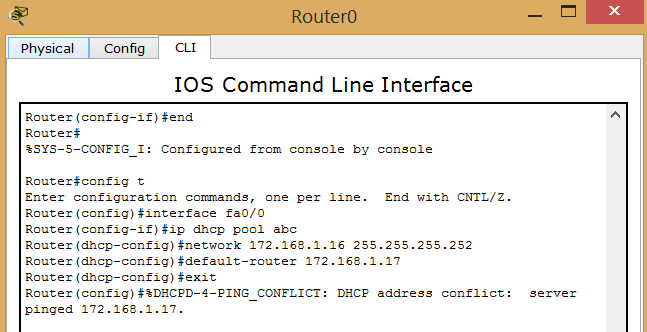 Router0
Physical Config CLI
IOS Command Line Interface
Router(config-if)#end
Router#
%SYS-5-CONFIG_I: Configured from console by console
Router#config t
Enter configuration commands, one per line.  End with CNTL/Z.
Router(config)#interface fa0/0
Router(config-if)#ip dhcp pool abc
Router(dhcp-config)#network 172.168.1.16 255.255.255.252
Router(dhcp-config)#default-router 172.168.1.17
Router(dhcp-config)#exit
Router(config)#%DHCPD-4-PING_CONFLICT: DHCP address conflict:  server
pinged 172.168.1.17.